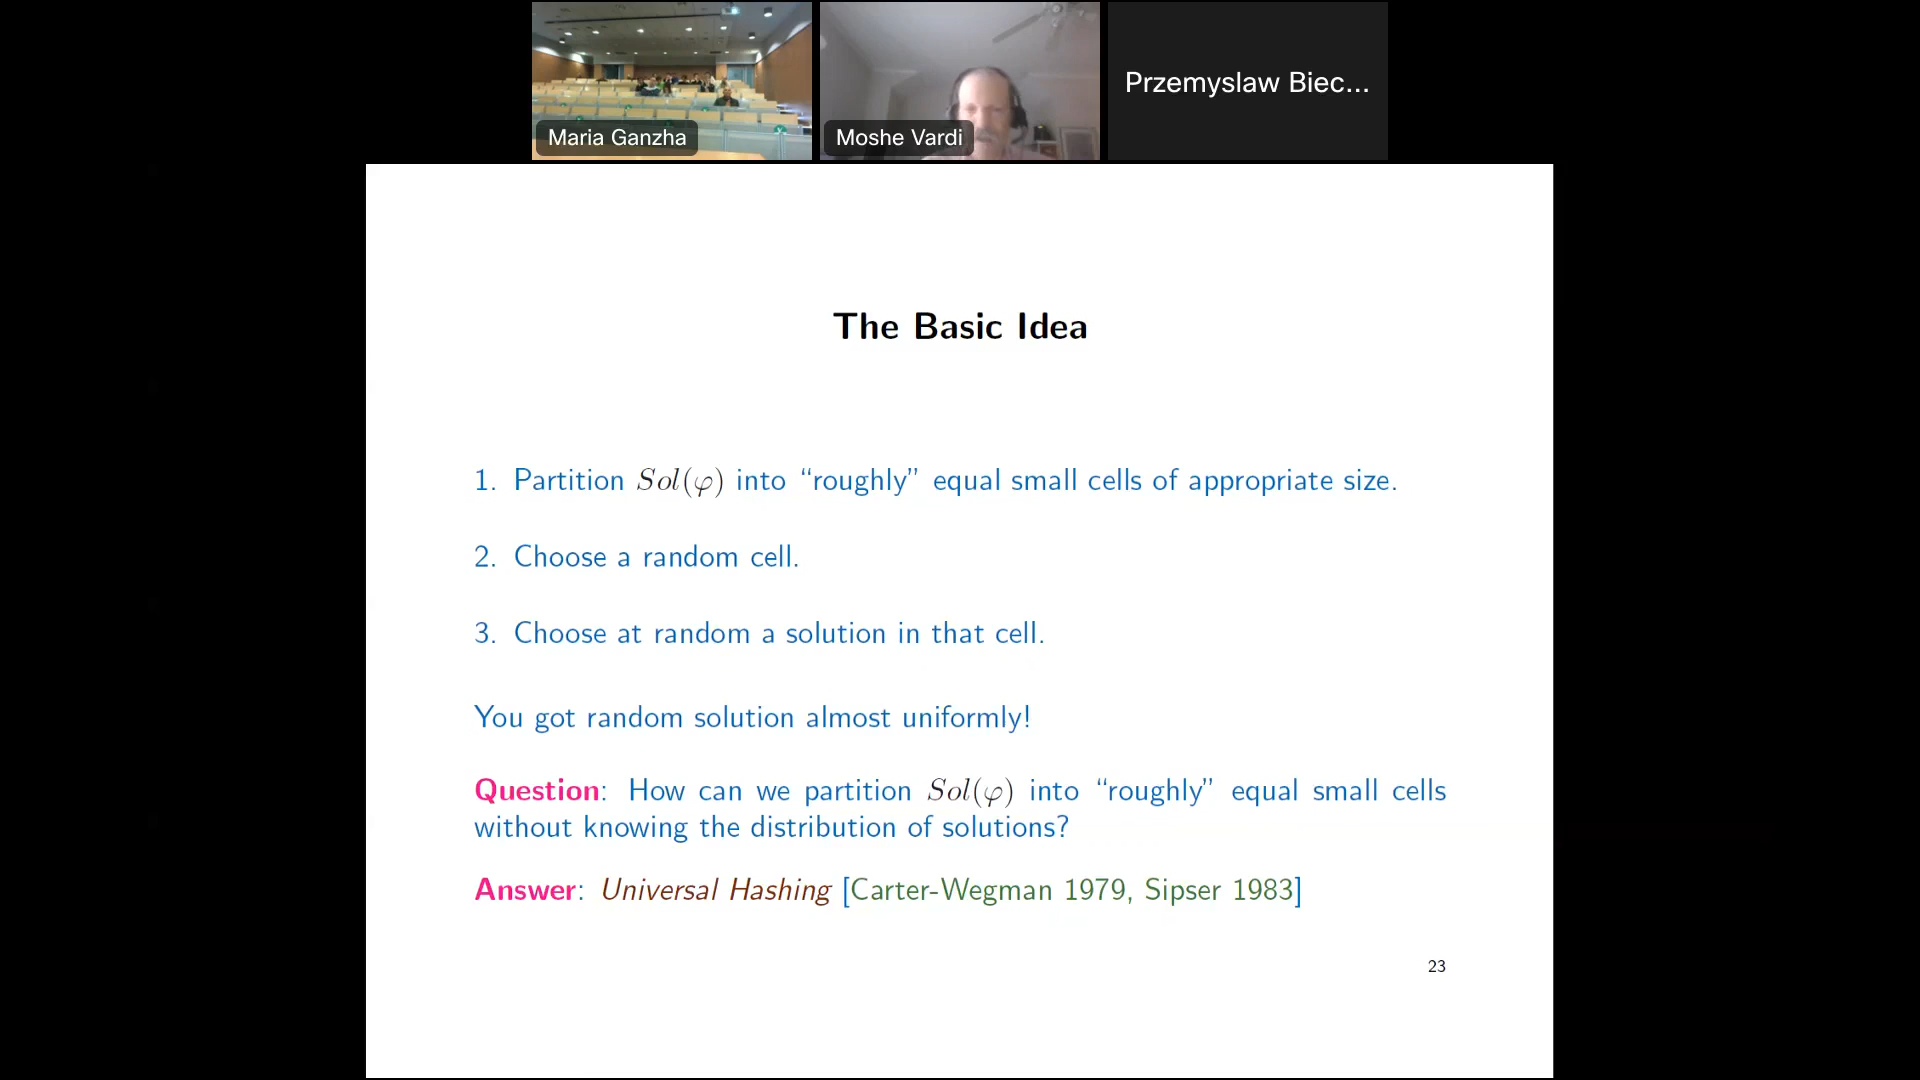 Maria Ganzha
Moshe Vardi
Przemyslaw Biec...
The Basic Idea
1. Partition Sol(φ) into “roughly” equal small cells of appropriate size.
2. Choose a random cell.
3. Choose at random a solution in that cell.
You got random solution almost uniformly!
Question: How can we partition Sol(φ) into “roughly” equal small cells
without knowing the distribution of solutions?
Answer: Universal Hashing [Carter-Wegman 1979, Sipser 1983]
23